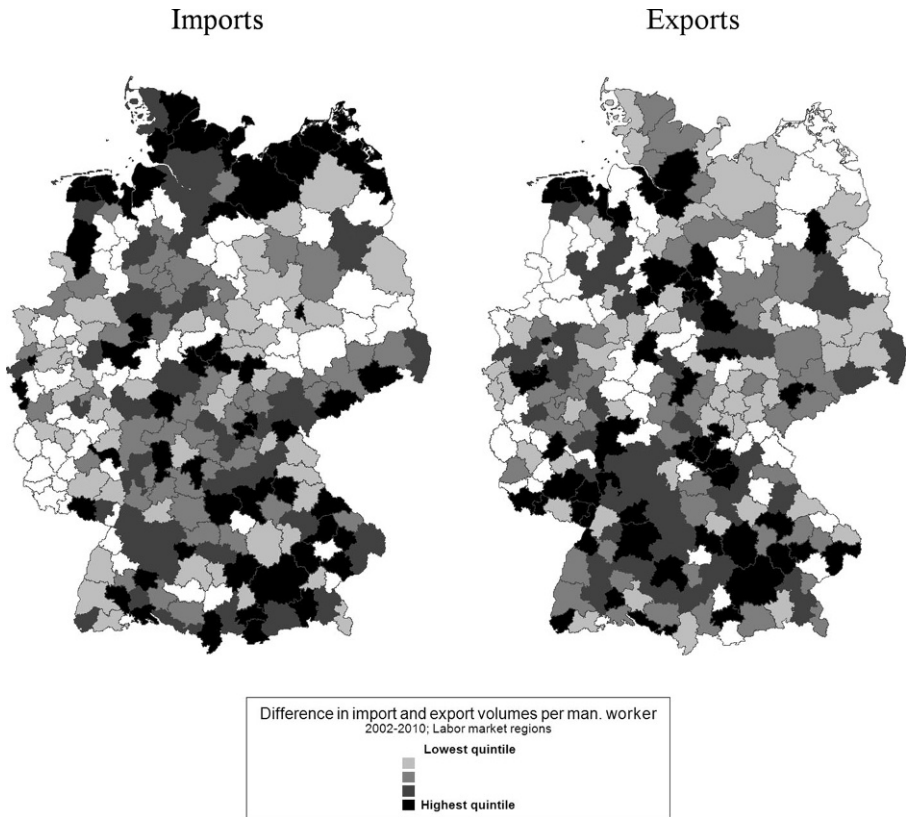 Imports
Exports
Difference in import and export volumes per man. worker
2002-2010; Labor market regions
Lowest quintile
Highest quintile